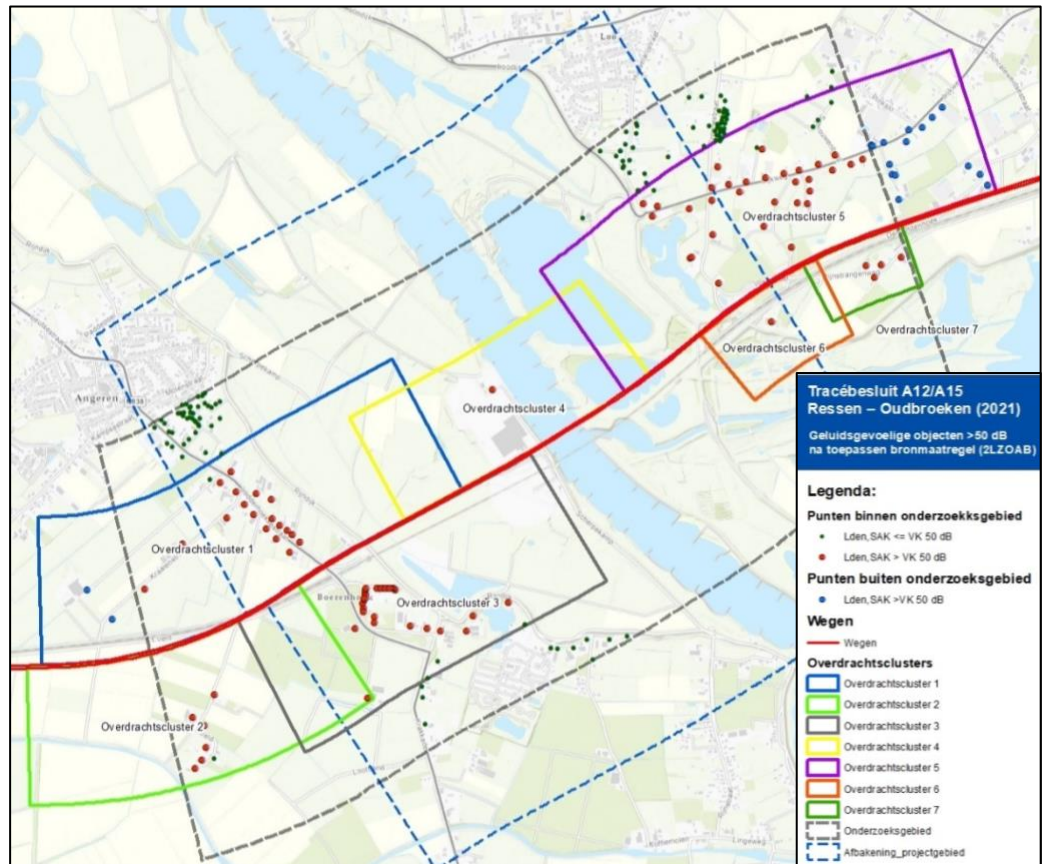 Loo
Overdrachtscluster 5
Overdrachtscluster 7
Overdrachtscluster 6
Angeren
Overdrachtscluster 4
Overdrachtscluster 1
Overdrachtscluster 3
Overdrachtscluster 2
Tracébesluit A12/A15
Ressen – Oudbroeken (2021)
Geluidsgevoelige objecten >50 dB
na toepassen bronmaatregel (2LZOAB)
Legenda:
Punten binnen onderzoekksgebied
Lden,SAK <= VK 50 dB
Lden,SAK > VK 50 dB
Punten buiten onderzoeksgebied
Lden,SAK >VK 50 dB
Wegen
Wegen
Overdrachtsclusters
Overdrachtscluster 1
Overdrachtscluster 2
Overdrachtscluster 3
Overdrachtscluster 4
Overdrachtscluster 5
Overdrachtscluster 6
Overdrachtscluster 7
Onderzoeksgebied
Afbakening_projectgebied